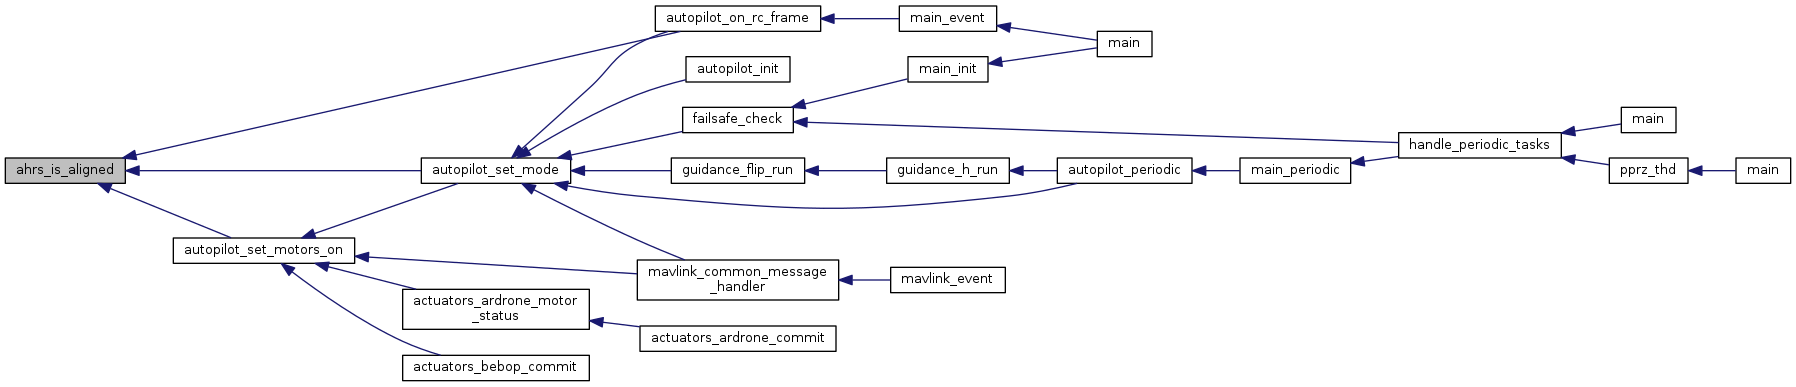 autopilot_on_rc_frame
main_event
main
autopilot_init
main_init
failsafe_check
main
handle_periodic_tasks
ahrs_is_aligned
autopilot_set_mode
guidance_flip_run
guidance_h_run
autopilot_periodic
main_periodic
pprz_thd
main
autopilot_set_motors_on
mavlink_common_message
_handler
mavlink_event
actuators_ardrone_motor
_status
actuators_ardrone_commit
actuators_bebop_commit